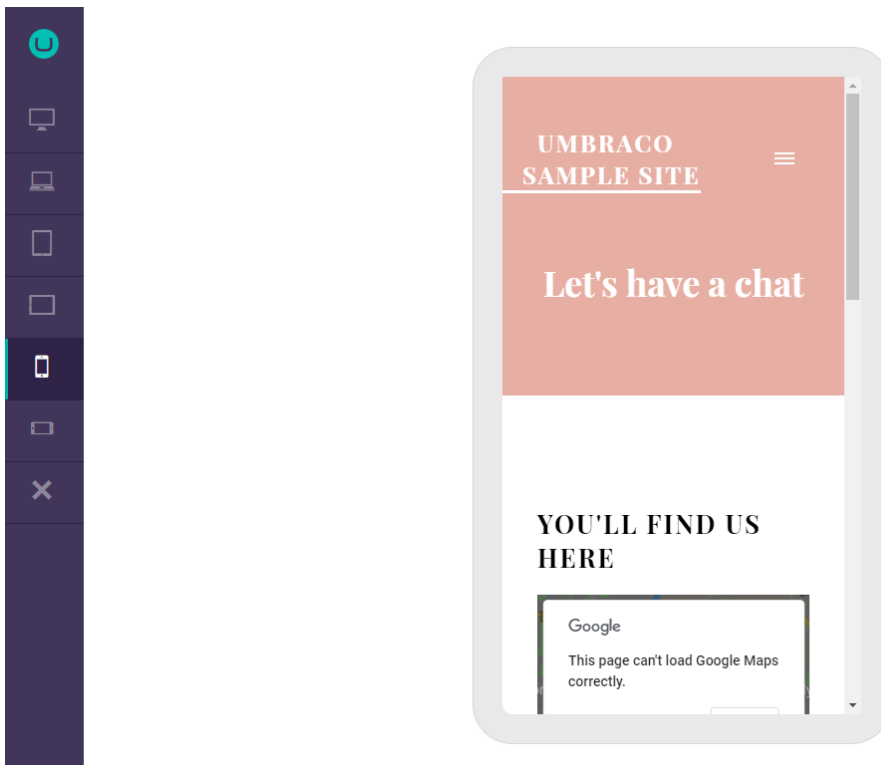 UMBRACO
SAMPLE SITE
Let's have a chat
YOU'LL FIND US
HERE
Google
This page can't load Google Maps
correctly.